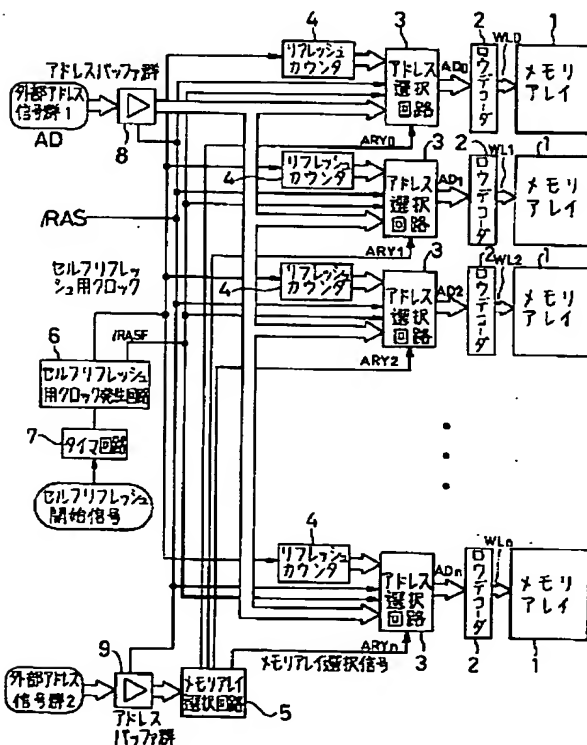 アドレスバッファ群
外部アドレス
信号群1
AD
8
4
リフレッシュ
カウンタ
3
アドレス
選択
回路
AD0
2
ロウデコーダ
WL0
1
メモリ
アレイ
ARY0
/RAS
4
リフレッシュ
カウンタ
3
アドレス
選択
回路
AD1
2
ロウデコーダ
WL1
1
メモリ
アレイ
ARY1
セルフリフレッ
シュ用クロック
4
リフレッシュ
カウンタ
3
アドレス
選択
回路
AD2
2
ロウデコーダ
WL2
1
メモリ
アレイ
ARY2
/RASF
6
セルフリフレッシュ
用クロック発生回路
7
タイマ回路
セルフリフレッシュ
開始信号
4
リフレッシュ
カウンタ
アドレス
選択
回路
3
ADn
ロウデコーダ
2
WLn
メモリ
アレイ
1
ARYn
メモリアレイ選択信号
9
外部アドレス
信号群2
アドレス
バッファ群
メモリアレイ
選択回路
5